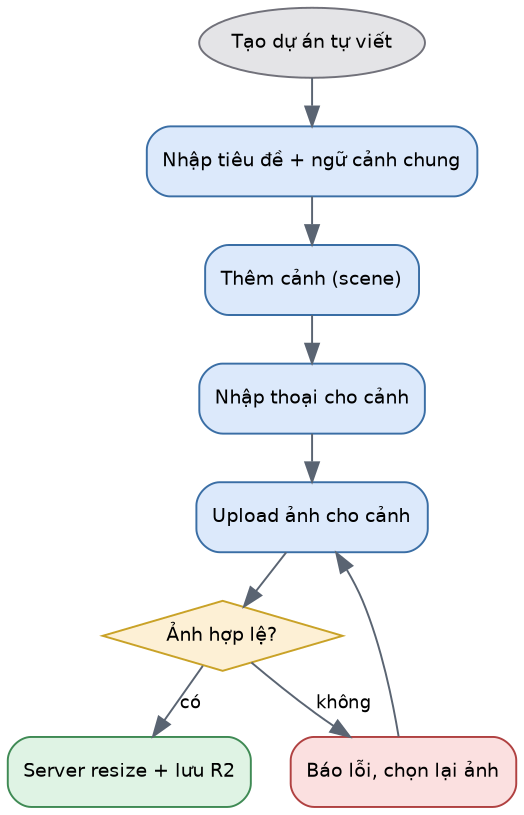 Tạo dự án tự viết
Nhập tiêu đề + ngữ cảnh chung
Thêm cảnh (scene)
Nhập thoại cho cảnh
Upload ảnh cho cảnh
Ảnh hợp lệ?
có
không
Server resize + lưu R2
Báo lỗi, chọn lại ảnh